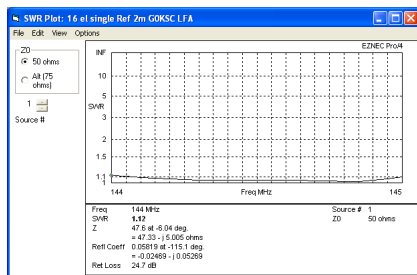 SWR Plot: 16 el single Ref 2m G0KSC LFA
File Edit View Options
Z0
50 ohms
Alt (75 ohms)
1
Source #
EZNEC Pro/4
INF
10
5
SWR
3
2
1.5
1.1
1
144
Freq MHz
145
Freq 144 MHz Source # 1
SWR 1.12 Z0 50 ohms
Z 47.6 at -6.04 deg.
= 47.33 - j 5.005 ohms
Refl Coeff 0.05819 at -115.1 deg.
= -0.02469 - j 0.05269
Ret Loss 24.7 dB